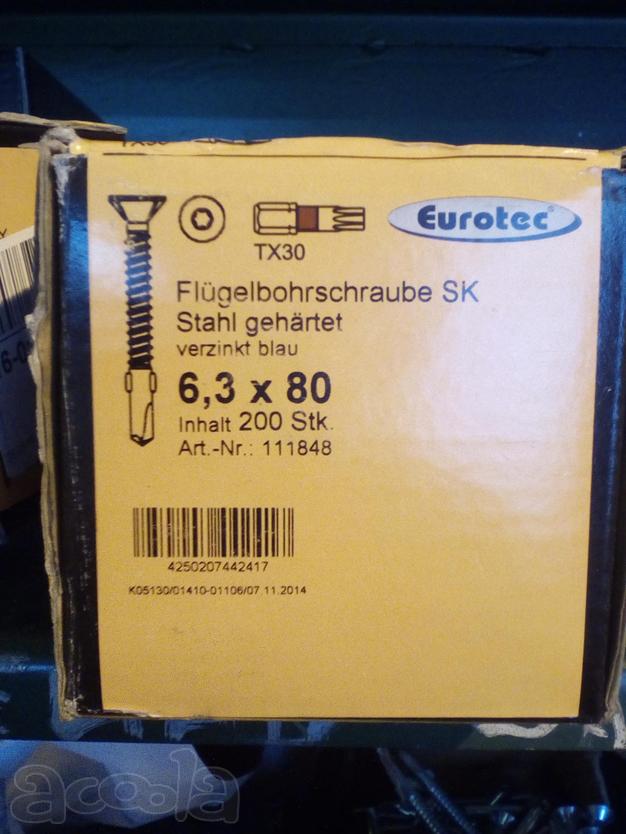 Eurotec®
TX30
Flügelbohrschraube SK
Stahl gehärtet
verzinkt blau
6,3 x 80
Inhalt 200 Stk.
Art.-Nr.: 111848
4250207442417
K05130/01410-01106/07.11.2014
acoola